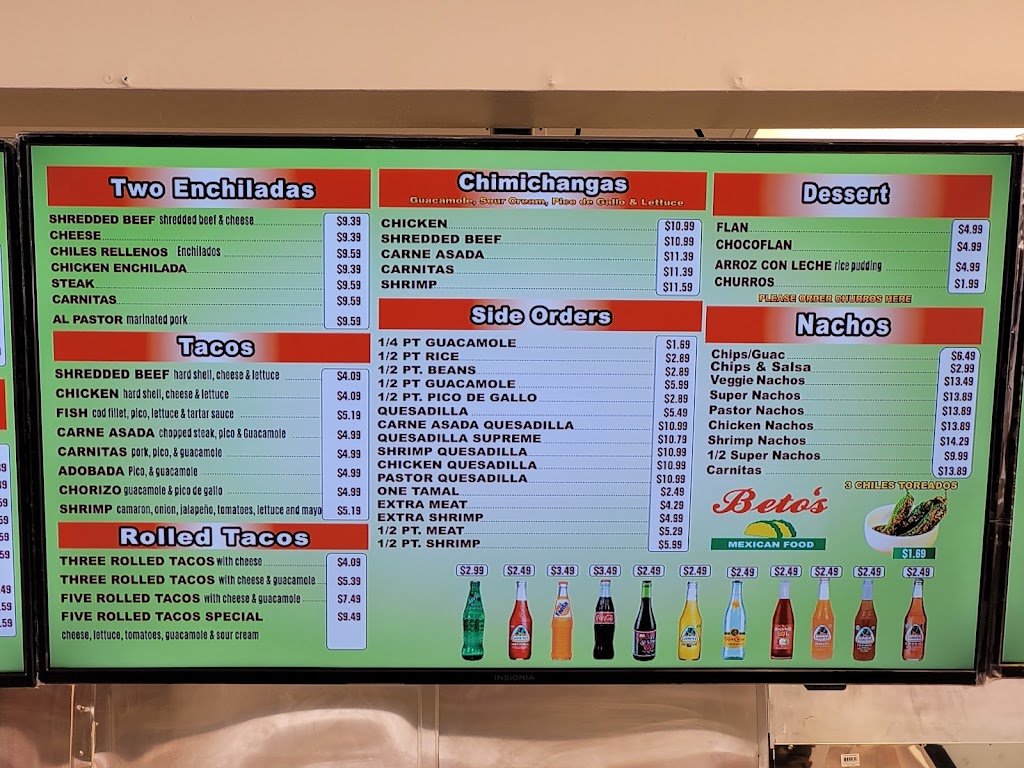 Two Enchiladas
SHREDDED BEEF shredded beef & cheese $9.39
CHEESE $9.39
CHILES RELLENOS Enchilados $9.59
CHICKEN ENCHILADA $9.39
STEAK $9.59
CARNITAS $9.59
AL PASTOR marinated pork $9.59
Tacos
SHREDDED BEEF hard shell, cheese & lettuce $4.09
CHICKEN hard shell, cheese & lettuce $4.09
FISH cod fillet, pico, lettuce & tartar sauce $5.19
CARNE ASADA chopped steak, pico & Guacamole $4.99
CARNITAS pork, pico, & guacamole $4.99
ADOBADA Pico, & guacamole $4.99
CHORIZO guacamole & pico de gallo $4.99
SHRIMP camaron, onion, jalapeño, tomatoes, lettuce and mayo $5.19
Rolled Tacos
THREE ROLLED TACOS with cheese $4.09
THREE ROLLED TACOS with cheese & guacamole $5.39
FIVE ROLLED TACOS with cheese & guacamole $7.49
FIVE ROLLED TACOS SPECIAL $9.49
cheese, lettuce, tomatoes, guacamole & sour cream
Chimichangas
Guacamole, Sour Cream, Pico de Gallo & Lettuce
CHICKEN $10.99
SHREDDED BEEF $10.99
CARNE ASADA $11.39
CARNITAS $11.39
SHRIMP $11.59
Side Orders
1/4 PT GUACAMOLE $1.69
1/2 PT RICE $2.89
1/2 PT. BEANS $2.89
1/2 PT GUACAMOLE $5.99
1/2 PT. PICO DE GALLO $2.89
QUESADILLA $5.49
CARNE ASADA QUESADILLA $10.99
QUESADILLA SUPREME $10.79
SHRIMP QUESADILLA $10.99
CHICKEN QUESADILLA $10.99
PASTOR QUESADILLA $10.99
ONE TAMAL $2.49
EXTRA MEAT $4.29
EXTRA SHRIMP $4.99
1/2 PT. MEAT $5.29
1/2 PT. SHRIMP $5.99
Dessert
FLAN $4.99
CHOCOFLAN $4.99
ARROZ CON LECHE rice pudding $4.99
CHURROS $1.99
PLEASE ORDER CHURROS HERE
Nachos
Chips/Guac $6.49
Chips & Salsa $2.99
Veggie Nachos $13.49
Super Nachos $13.89
Pastor Nachos $13.89
Chicken Nachos $13.89
Shrimp Nachos $14.29
1/2 Super Nachos $9.99
Carnitas $13.89
Beto's
MEXICAN FOOD
3 CHILES TOREADOS
$1.69
$2.99 $2.49 $3.49 $3.49 $2.49 $2.49 $2.49 $2.49 $2.49 $2.49 $2.49
INSIGNIA